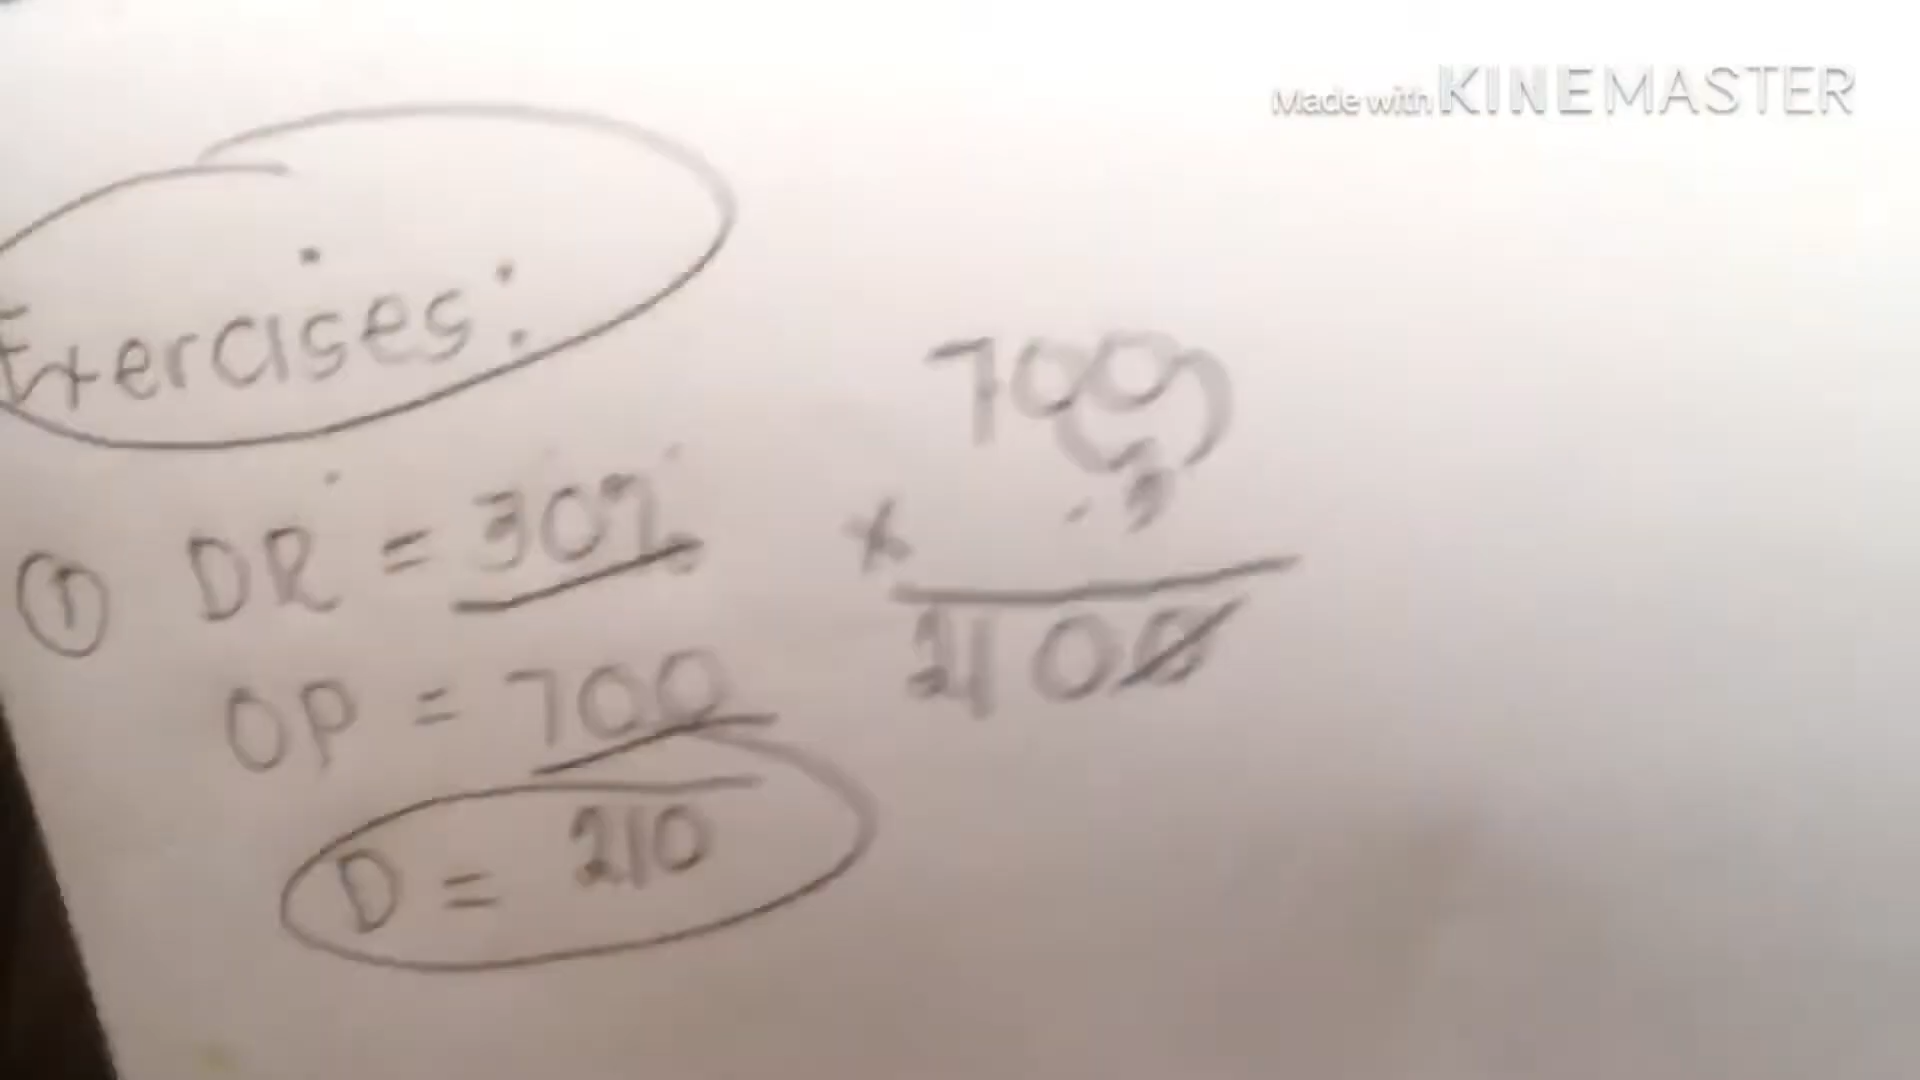 Made with KINEMASTER
Exercises:
① DR = 30%
OP = 700
D = 210
700
× .3
2100